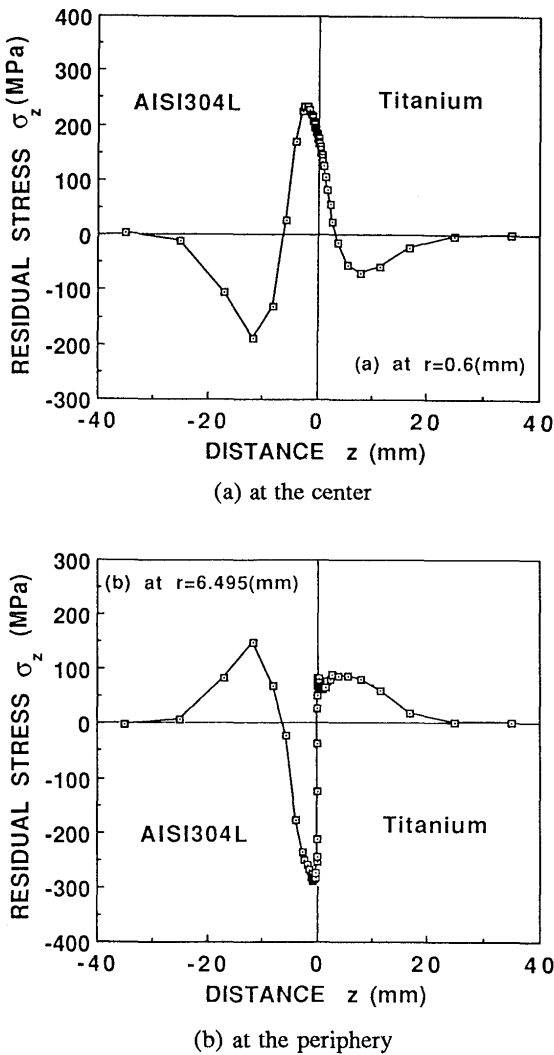 400
300
200
100
0
-100
-200
-300
RESIDUAL STRESS σz (MPa)
AISI304L
Titanium
(a) at r=0.6(mm)
-40
-20
0
20
40
DISTANCE z (mm)
(a) at the center
300
200
100
0
-100
-200
-300
-400
RESIDUAL STRESS σz (MPa)
(b) at r=6.495(mm)
AISI304L
Titanium
-40
-20
0
20
40
DISTANCE z (mm)
(b) at the periphery